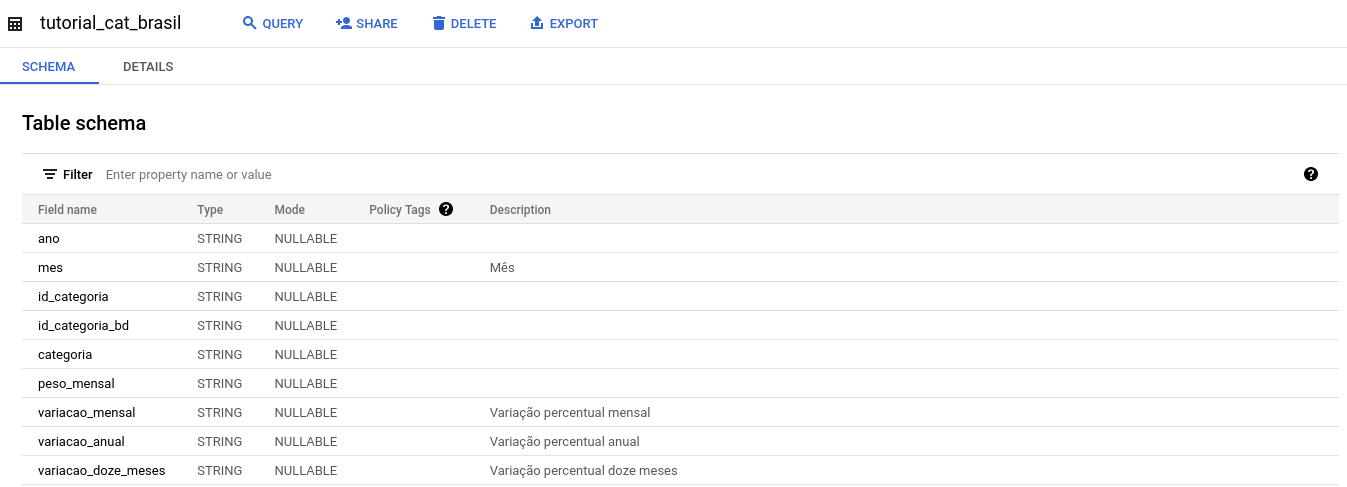 tutorial_cat_brasil QUERY SHARE DELETE EXPORT
SCHEMA DETAILS
Table schema
Filter Enter property name or value ?
Field name Type Mode Policy Tags ? Description
ano STRING NULLABLE
mes STRING NULLABLE Mês
id_categoria STRING NULLABLE
id_categoria_bd STRING NULLABLE
categoria STRING NULLABLE
peso_mensal STRING NULLABLE
variacao_mensal STRING NULLABLE Variação percentual mensal
variacao_anual STRING NULLABLE Variação percentual anual
variacao_doze_meses STRING NULLABLE Variação percentual doze meses